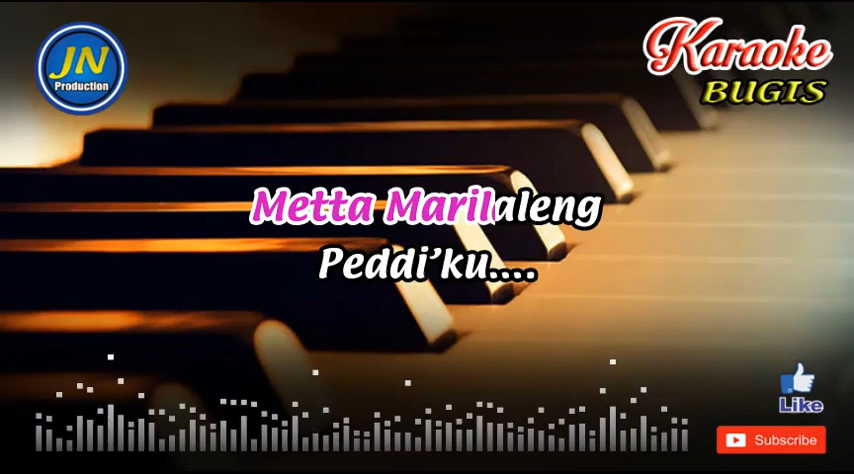 JN
Production
Karaoke
BUGIS
Metta Marilaleng
Peddi’ku....
Like
Subscribe